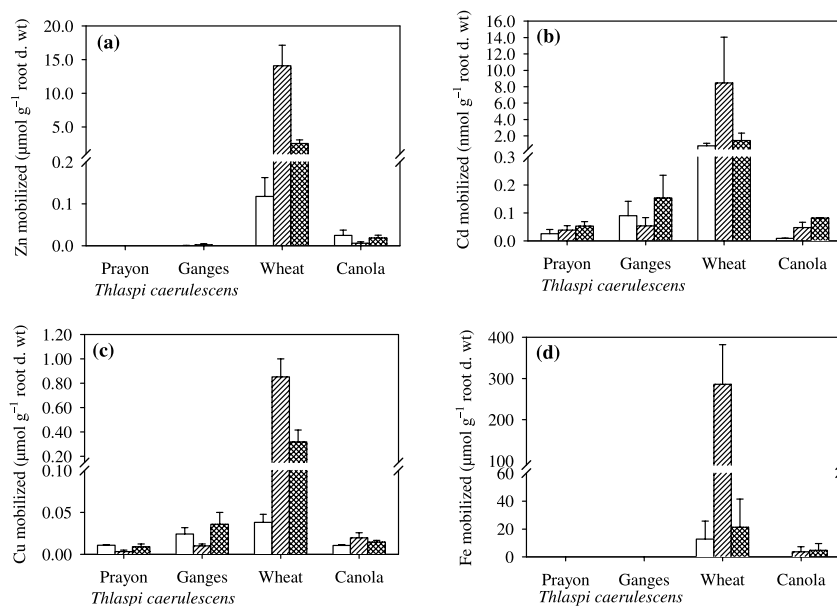 (a)
Zn mobilized (µmol g⁻¹ root d. wt)
20.0
15.0
10.0
5.0
0.2
0.1
0.0
Prayon Ganges Wheat Canola
Thlaspi caerulescens
(b)
Cd mobilized (nmol g⁻¹ root d. wt)
16.0
14.0
12.0
10.0
8.0
6.0
4.0
2.0
0.3
0.2
0.1
0.0
Prayon Ganges Wheat Canola
Thlaspi caerulescens
(c)
Cu mobilized (µmol g⁻¹ root d. wt)
1.20
1.00
0.80
0.60
0.40
0.20
0.10
0.05
0.00
Prayon Ganges Wheat Canola
Thlaspi caerulescens
(d)
Fe mobilized (µmol g⁻¹ root d. wt)
400
300
200
100
60
40
20
0
Prayon Ganges Wheat Canola
Thlaspi caerulescens